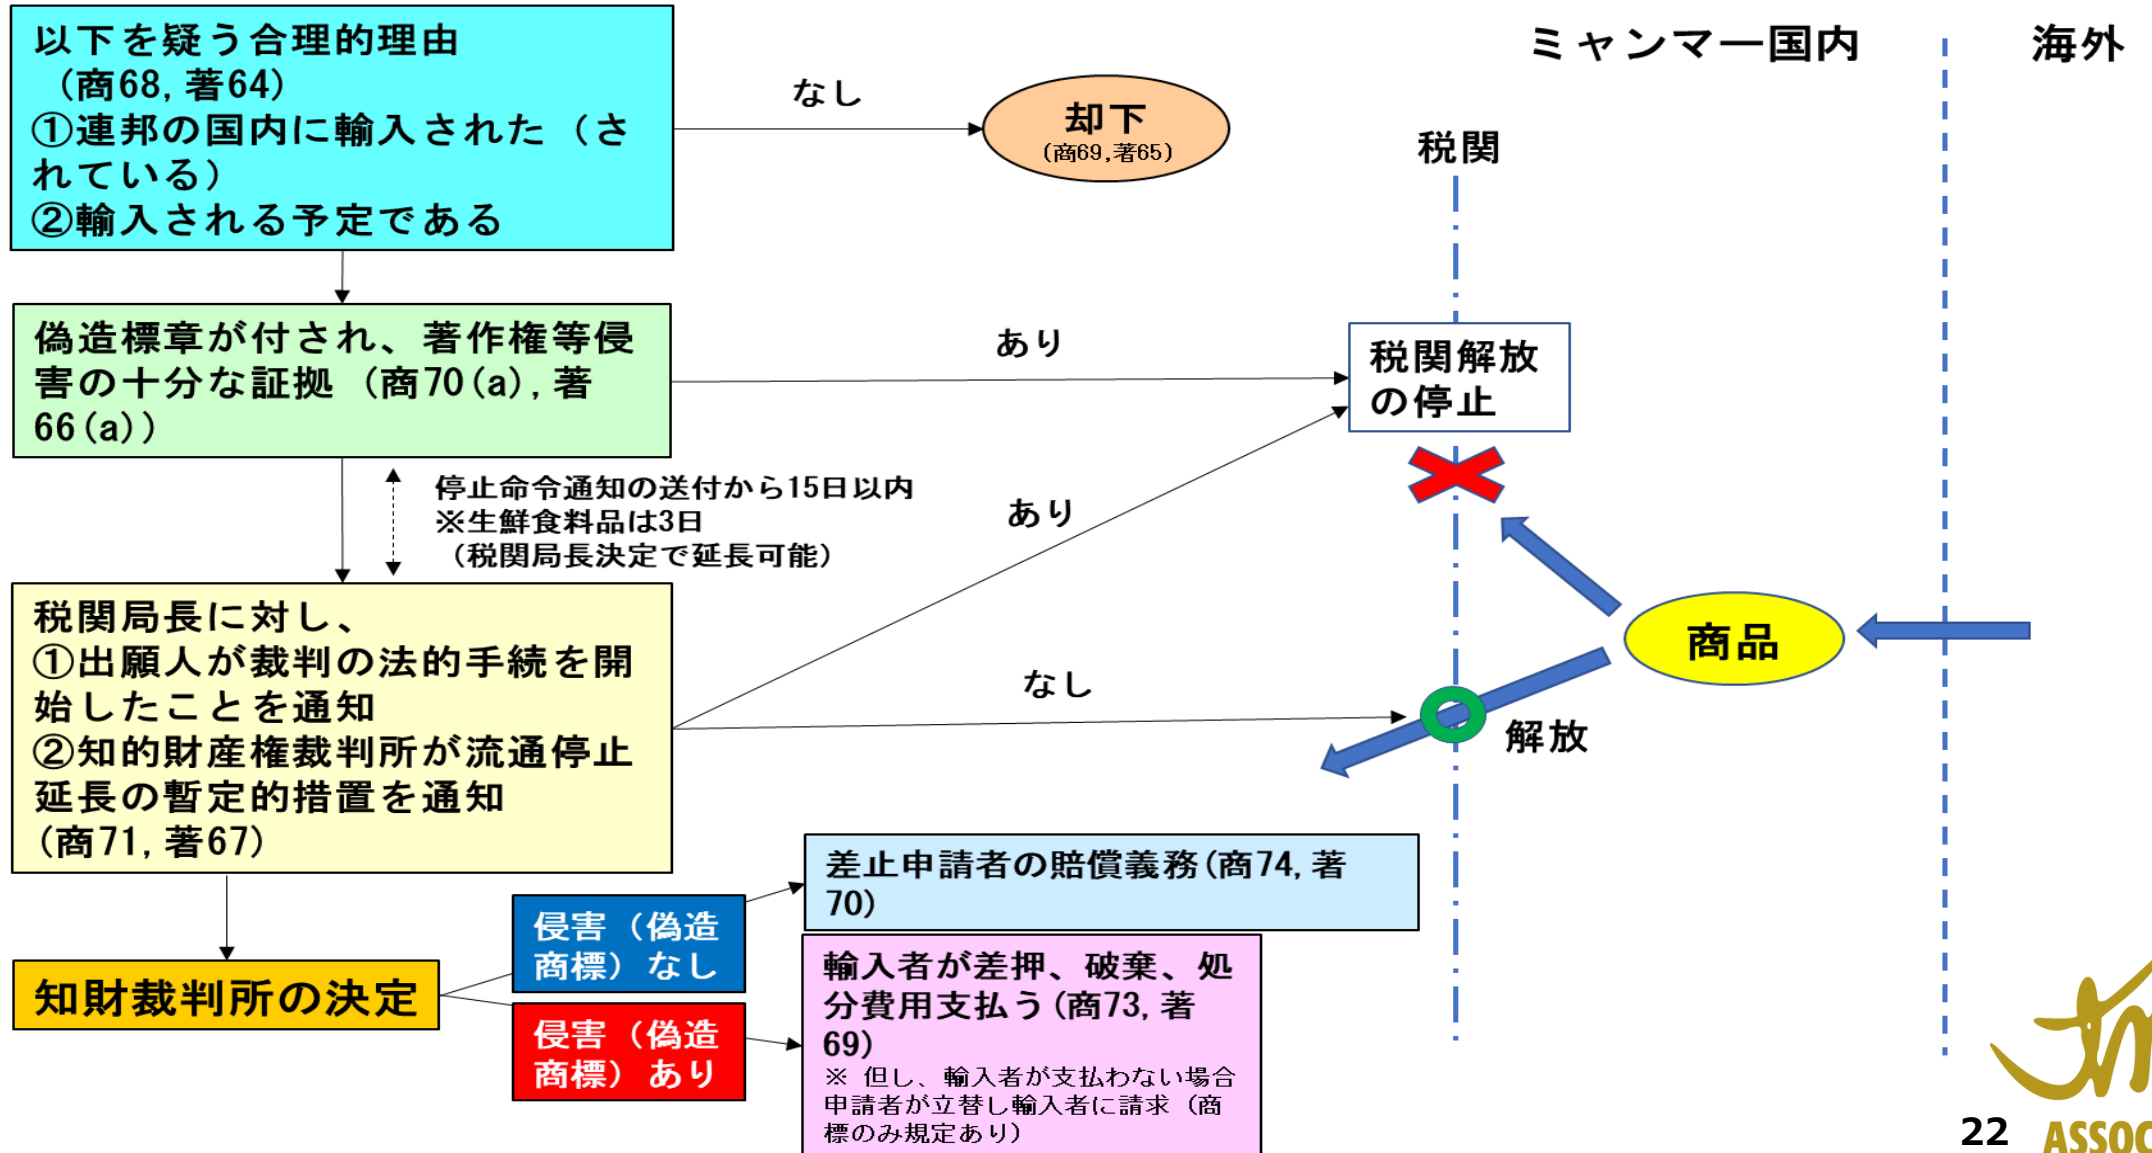 以下を疑う合理的理由
（商68, 著64）
①連邦の国内に輸入された（さ
れている）
②輸入される予定である
なし
却下
(商69,著65)
ミャンマー国内
海外
税関
偽造標章が付され、著作権等侵
害の十分な証拠（商70(a), 著
66(a)）
あり
税関解放
の停止
停止命令通知の送付から15日以内
※生鮮食料品は3日
（税関局長決定で延長可能）
あり
税関局長に対し、
①出願人が裁判の法的手続を開
始したことを通知
②知的財産権裁判所が流通停止
延長の暫定的措置を通知
(商71, 著67)
なし
商品
解放
差止申請者の賠償義務(商74, 著
70)
侵害（偽造
商標）なし
知財裁判所の決定
侵害（偽造
商標）あり
輸入者が差押、破棄、処
分費用支払う(商73, 著
69)
※ 但し、輸入者が支払わない場合
申請者が立替し輸入者に請求（商
標のみ規定あり）
22
ASSOC